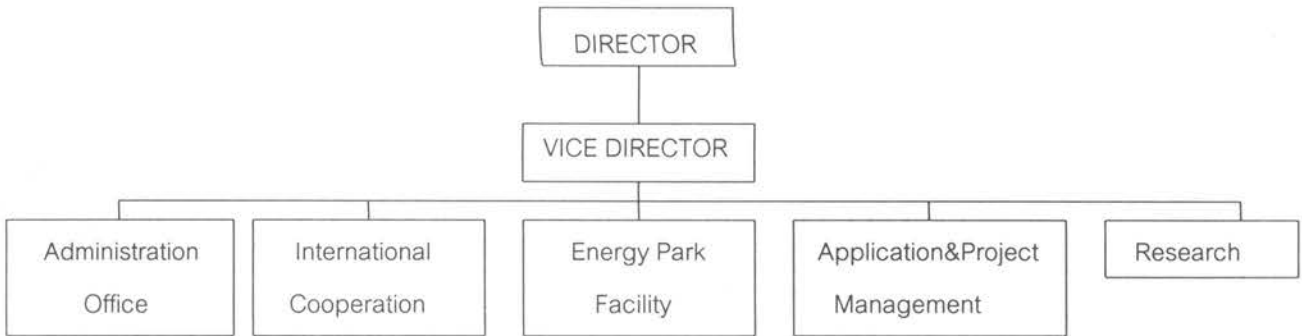 DIRECTOR
VICE DIRECTOR
Administration
Office
International
Cooperation
Energy Park
Facility
Application&Project
Management
Research